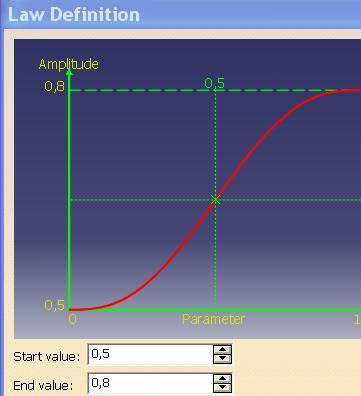 Law Definition
Amplitude
0,8
0,5
0,5
0 Parameter 1
Start value: 0,5
End value: 0,8